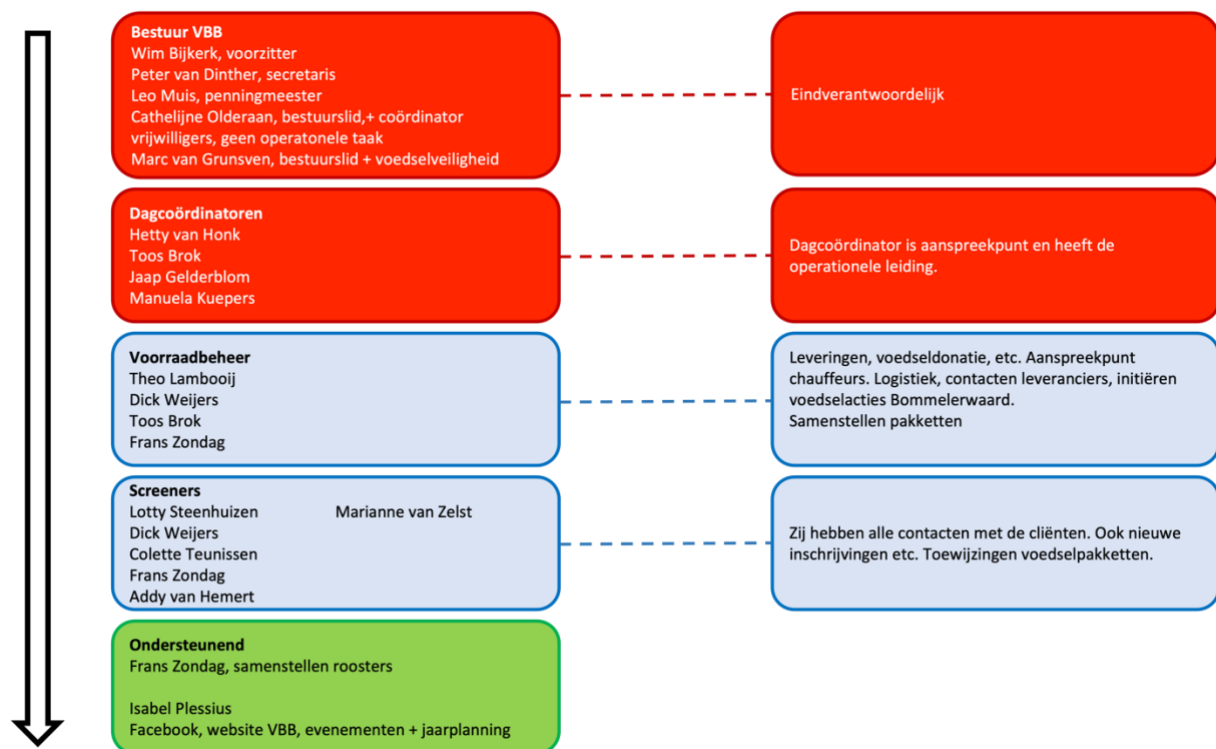 Bestuur VBB
Wim Bijkerk, voorzitter
Peter van Dinther, secretaris
Leo Muis, penningmeester
Cathelijne Olderaan, bestuurslid,+ coördinator
vrijwilligers, geen operatonele taak
Marc van Grunsven, bestuurslid + voedselveiligheid
Eindverantwoordelijk
Dagcoördinatoren
Hetty van Honk
Toos Brok
Jaap Gelderblom
Manuela Kuepers
Dagcoördinator is aanspreekpunt en heeft de
operationele leiding.
Voorraadbeheer
Theo Lambooij
Dick Weijers
Toos Brok
Frans Zondag
Leveringen, voedseldonatie, etc. Aanspreekpunt
chauffeurs. Logistiek, contacten leveranciers, initiëren
voedselacties Bommelerwaard.
Samenstellen pakketten
Screeners
Lotty Steenhuizen Marianne van Zelst
Dick Weijers
Colette Teunissen
Frans Zondag
Addy van Hemert
Zij hebben alle contacten met de cliënten. Ook nieuwe
inschrijvingen etc. Toewijzingen voedselpakketten.
Ondersteunend
Frans Zondag, samenstellen roosters
Isabel Plessius
Facebook, website VBB, evenementen + jaarplanning